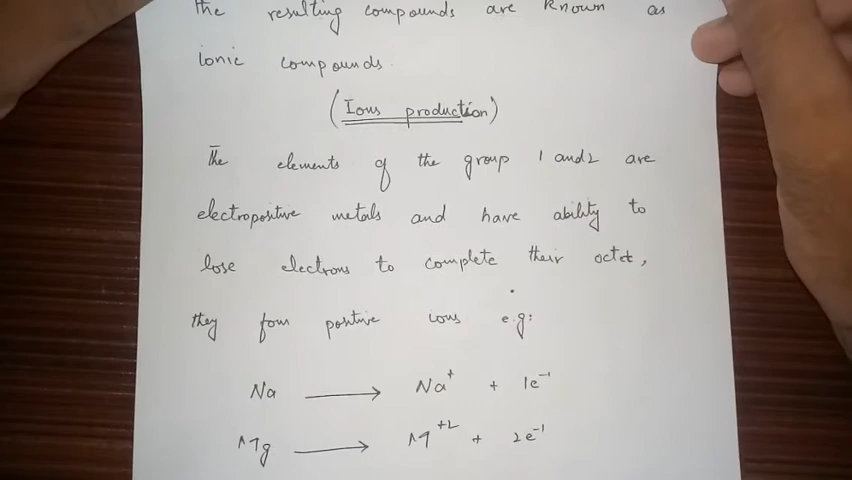 the resulting compounds are known as
ionic compounds.
(Ions production)
The elements of the group 1 and 2 are
electropositive metals and have ability to
lose electrons to complete their octet,
they form positive ions e.g:
Na → Na⁺ + 1e⁻¹
Mg → M⁺² + 2e⁻¹